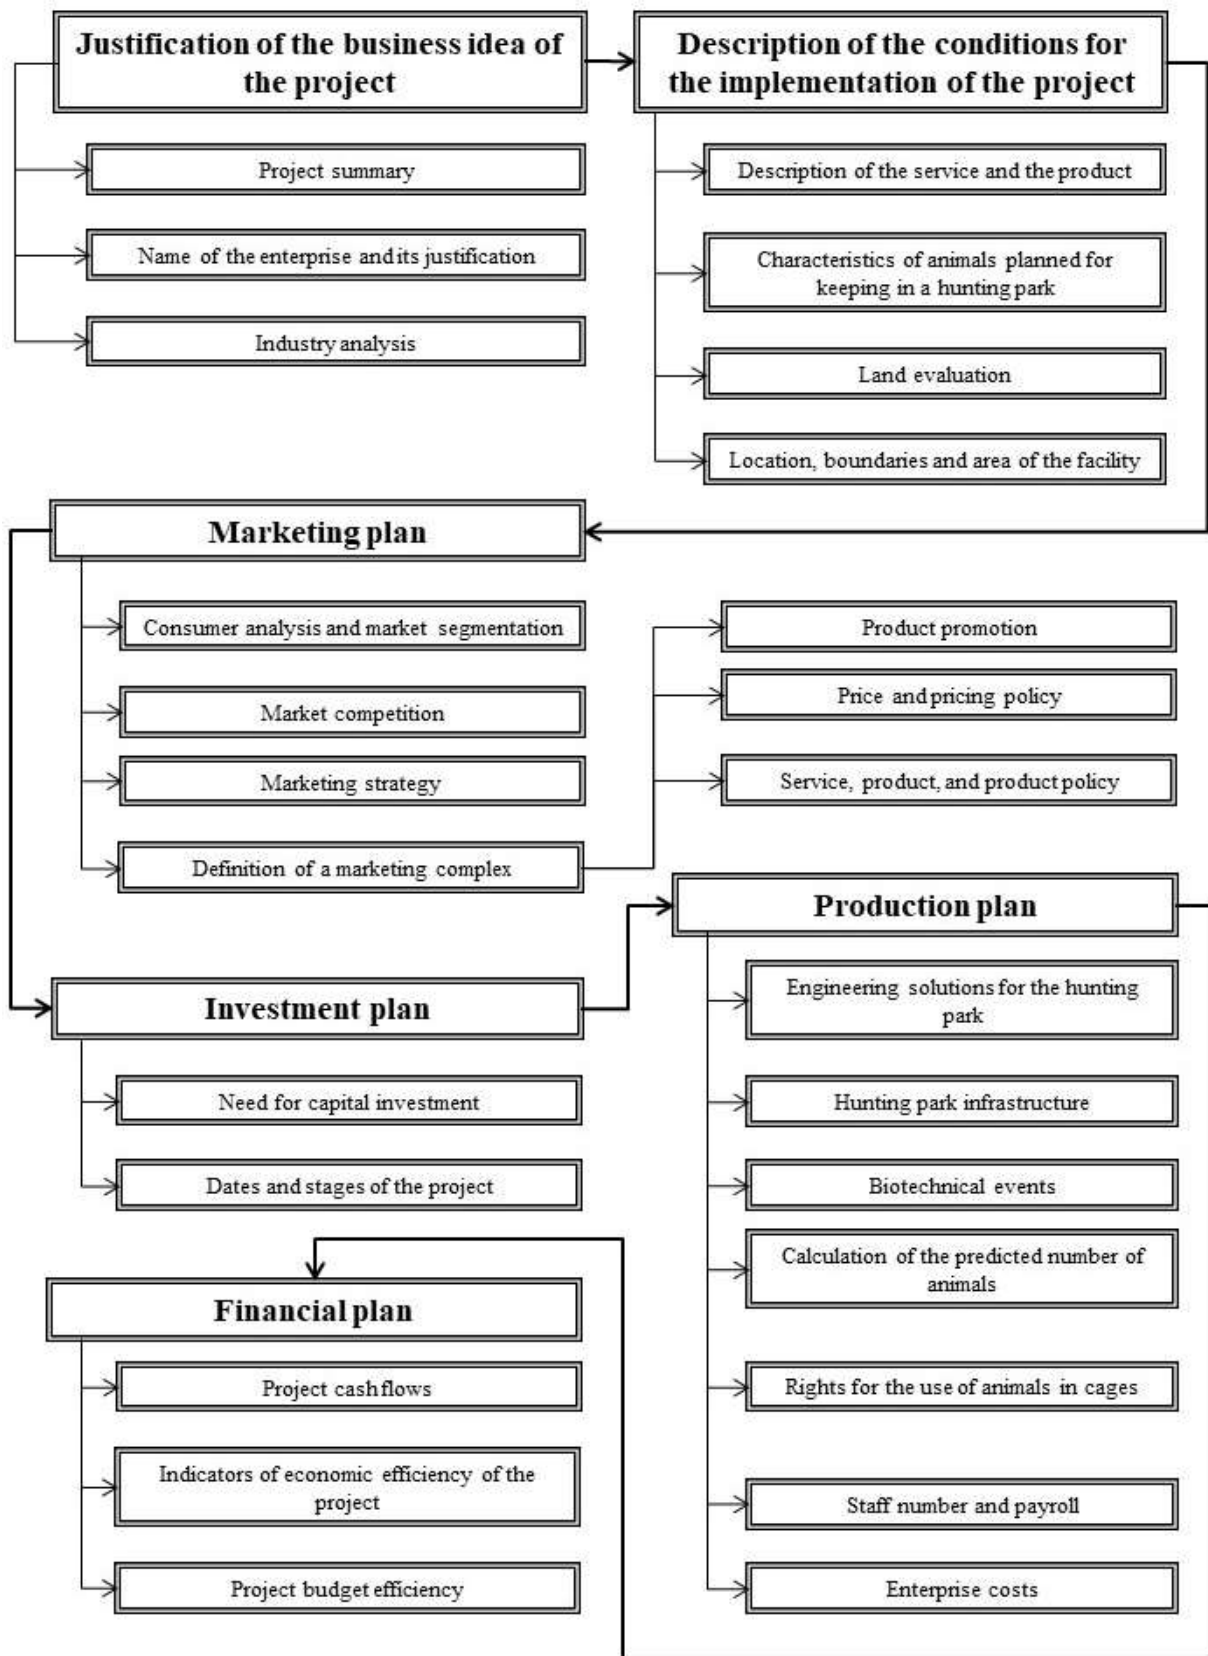 Justification of the business idea of
the project
Project summary
Name of the enterprise and its justification
Industry analysis
Description of the conditions for
the implementation of the project
Description of the service and the product
Characteristics of animals planned for
keeping in a hunting park
Land evaluation
Location, boundaries and area of the facility
Marketing plan
Consumer analysis and market segmentation
Market competition
Marketing strategy
Definition of a marketing complex
Product promotion
Price and pricing policy
Service, product, and product policy
Investment plan
Need for capital investment
Dates and stages of the project
Production plan
Engineering solutions for the hunting
park
Hunting park infrastructure
Biotechnical events
Calculation of the predicted number of
animals
Rights for the use of animals in cages
Staff number and payroll
Enterprise costs
Financial plan
Project cash flows
Indicators of economic efficiency of the
project
Project budget efficiency